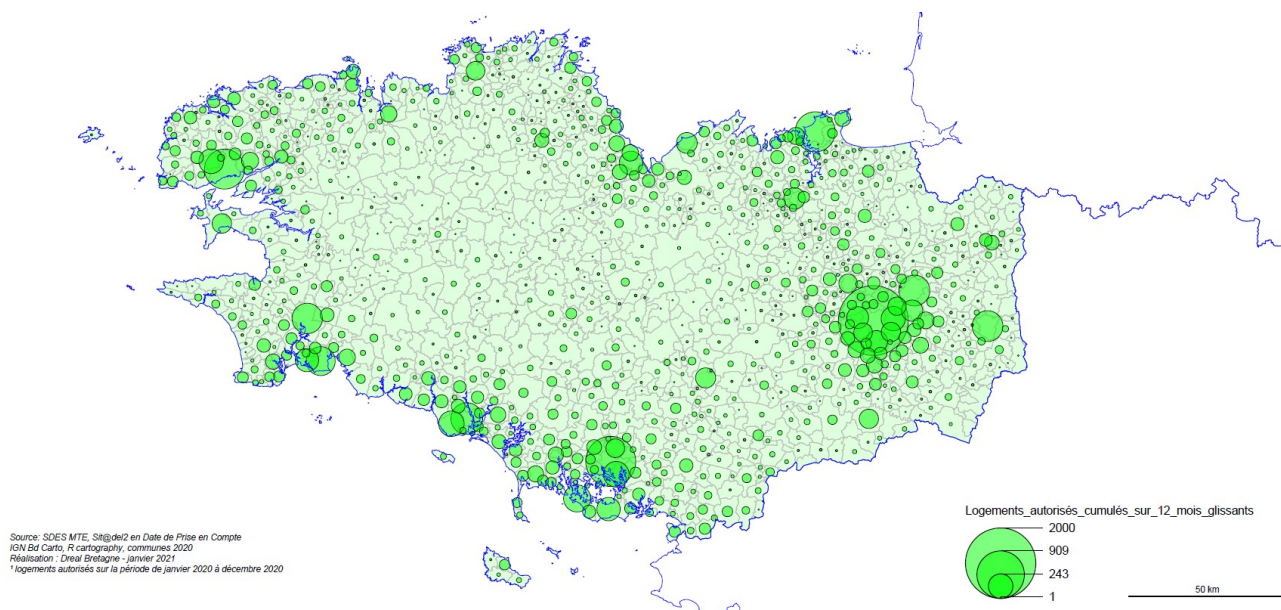 Logements_autorisés_cumulés_sur_12_mois_glissants
2000
909
243
1
50 km
Source: SDES MTE, Sit@del2 en Date de Prise en Compte
IGN Bd Carto, R cartography, communes 2020
Réalisation : Dreal Bretagne - janvier 2021
¹ logements autorisés sur la période de janvier 2020 à décembre 2020